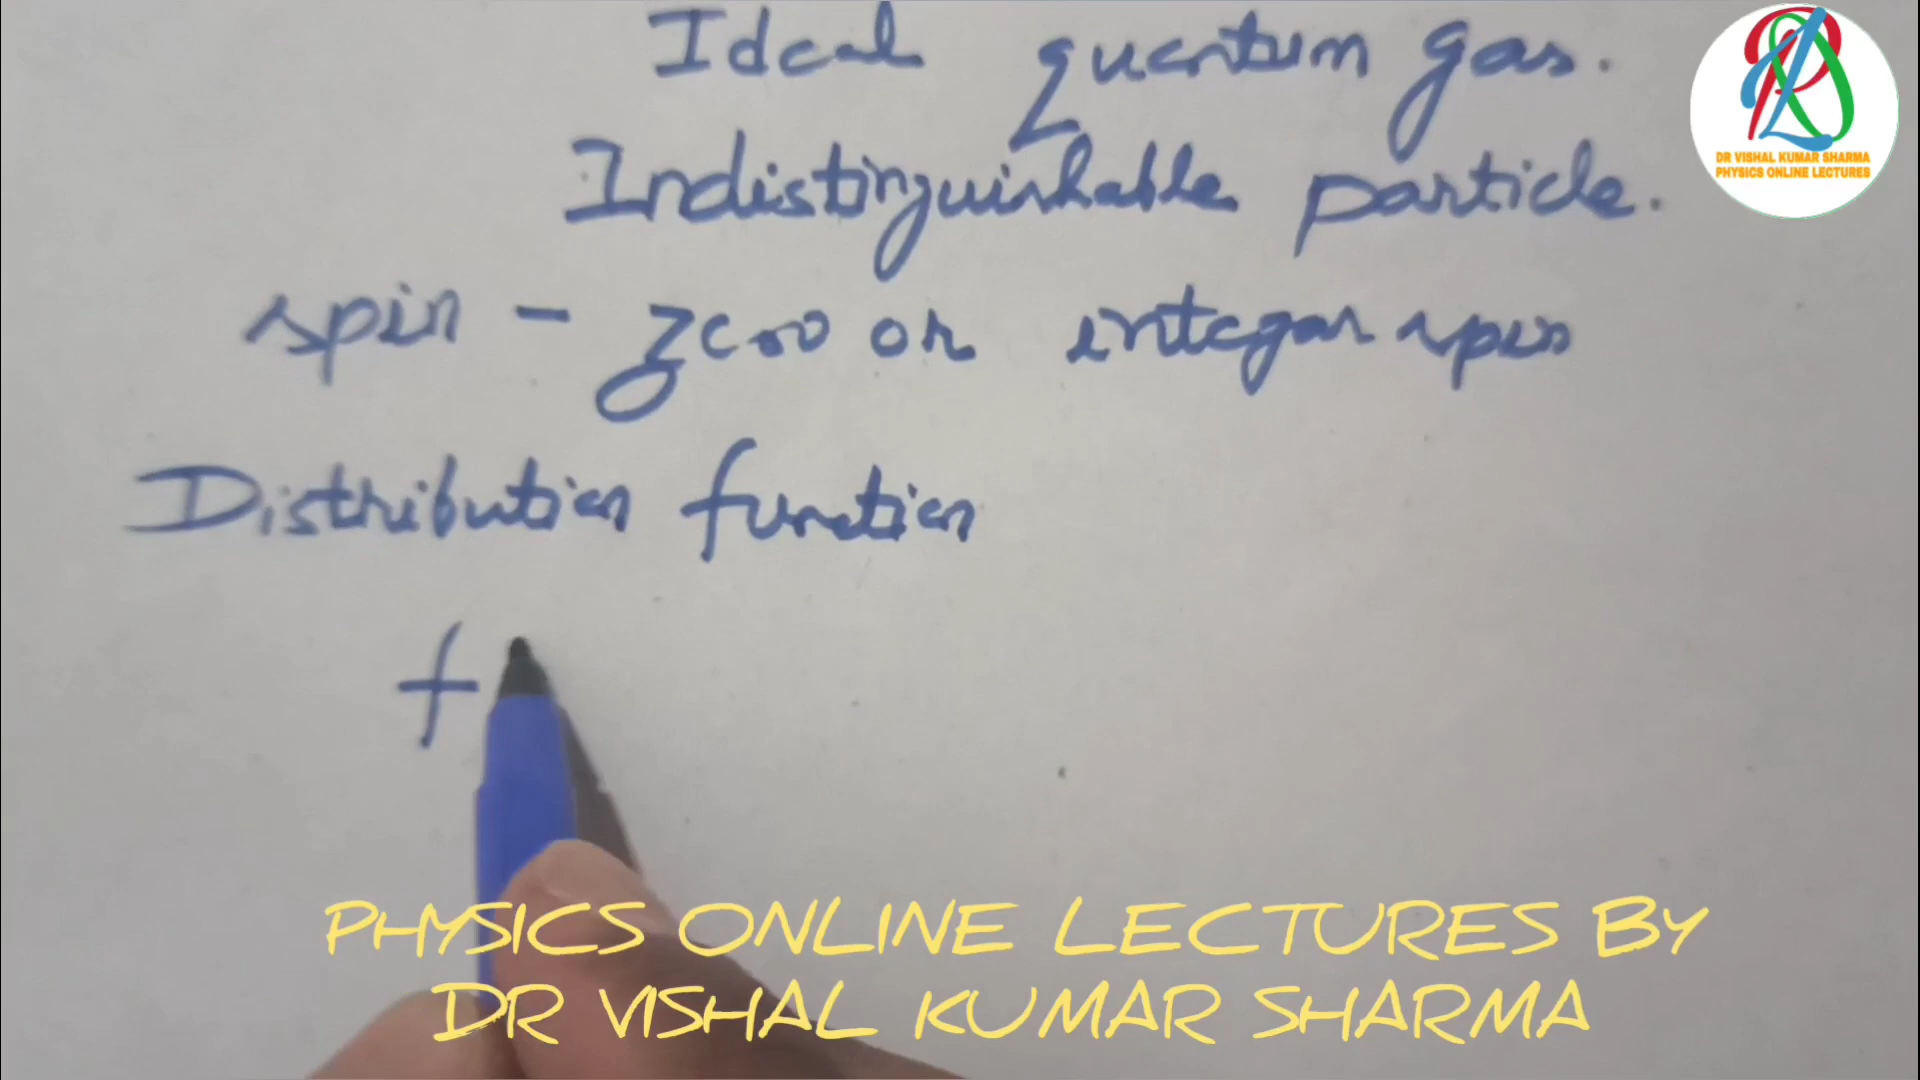 Ideal quantum gas.
Indistinguishable particle.
spin - zero or integar spin
Distribution function
f
DR VISHAL KUMAR SHARMA
PHYSICS ONLINE LECTURES
PHYSICS ONLINE LECTURES BY
DR VISHAL KUMAR SHARMA